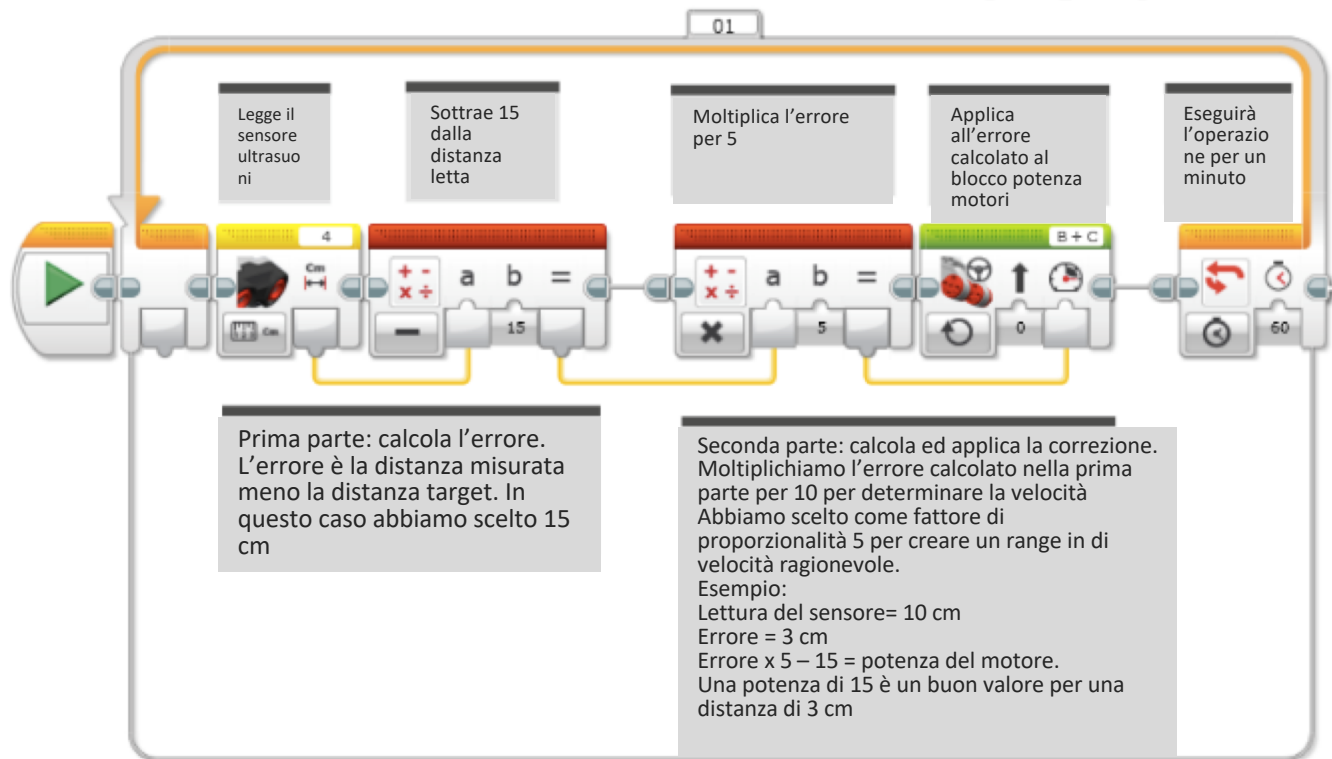 01
Legge il
sensore
ultrasuo
ni
Sottrae 15
dalla
distanza
letta
Moltiplica l’errore
per 5
Applica
all’errore
calcolato al
blocco potenza
motori
Eseguirà
l’operazio
ne per un
minuto
4
Cm
a b =
a b =
B + C
cm
15
5
0
60
Prima parte: calcola l’errore.
L’errore è la distanza misurata
meno la distanza target. In
questo caso abbiamo scelto 15
cm
Seconda parte: calcola ed applica la correzione.
Moltiplichiamo l’errore calcolato nella prima
parte per 10 per determinare la velocità
Abbiamo scelto come fattore di
proporzionalità 5 per creare un range in di
velocità ragionevole.
Esempio:
Lettura del sensore= 10 cm
Errore = 3 cm
Errore x 5 – 15 = potenza del motore.
Una potenza di 15 è un buon valore per una
distanza di 3 cm